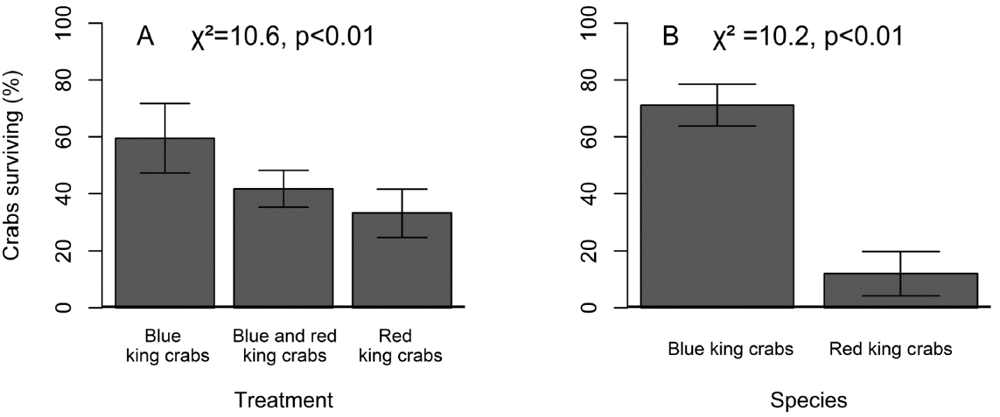 A χ²=10.6, p<0.01
Crabs surviving (%)
100
80
60
40
20
0
Blue
king crabs
Blue and red
king crabs
Red
king crabs
Treatment
B χ² =10.2, p<0.01
100
80
60
40
20
0
Blue king crabs
Red king crabs
Species